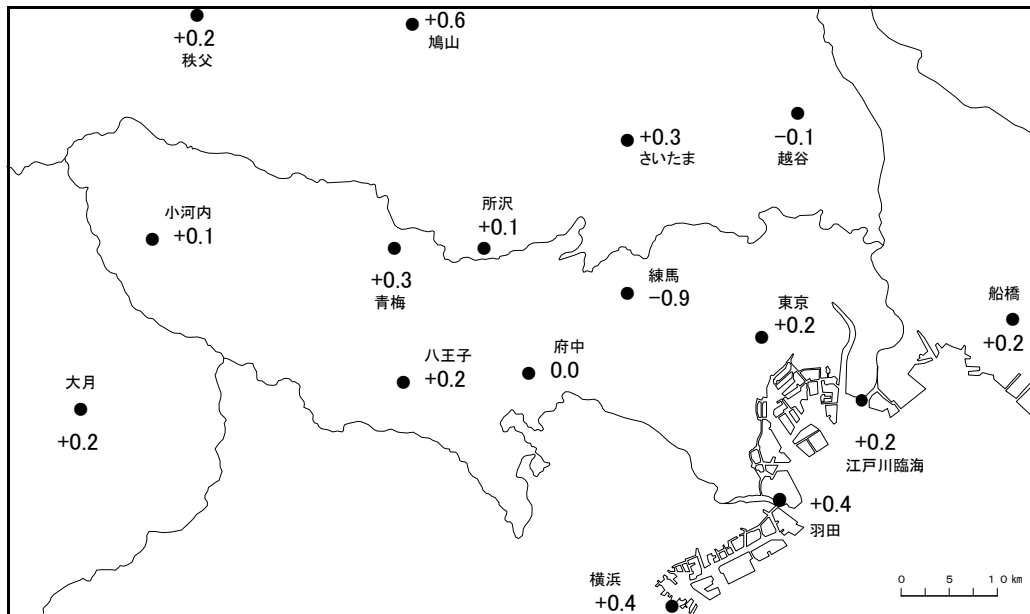 +0.2
秩父
+0.6
鳩山
+0.3
さいたま
−0.1
越谷
小河内
+0.1
所沢
+0.1
+0.3
青梅
練馬
−0.9
東京
+0.2
船橋
+0.2
大月
+0.2
八王子
+0.2
府中
0.0
+0.2
江戸川臨海
+0.4
羽田
横浜
+0.4
0 5 10㎞